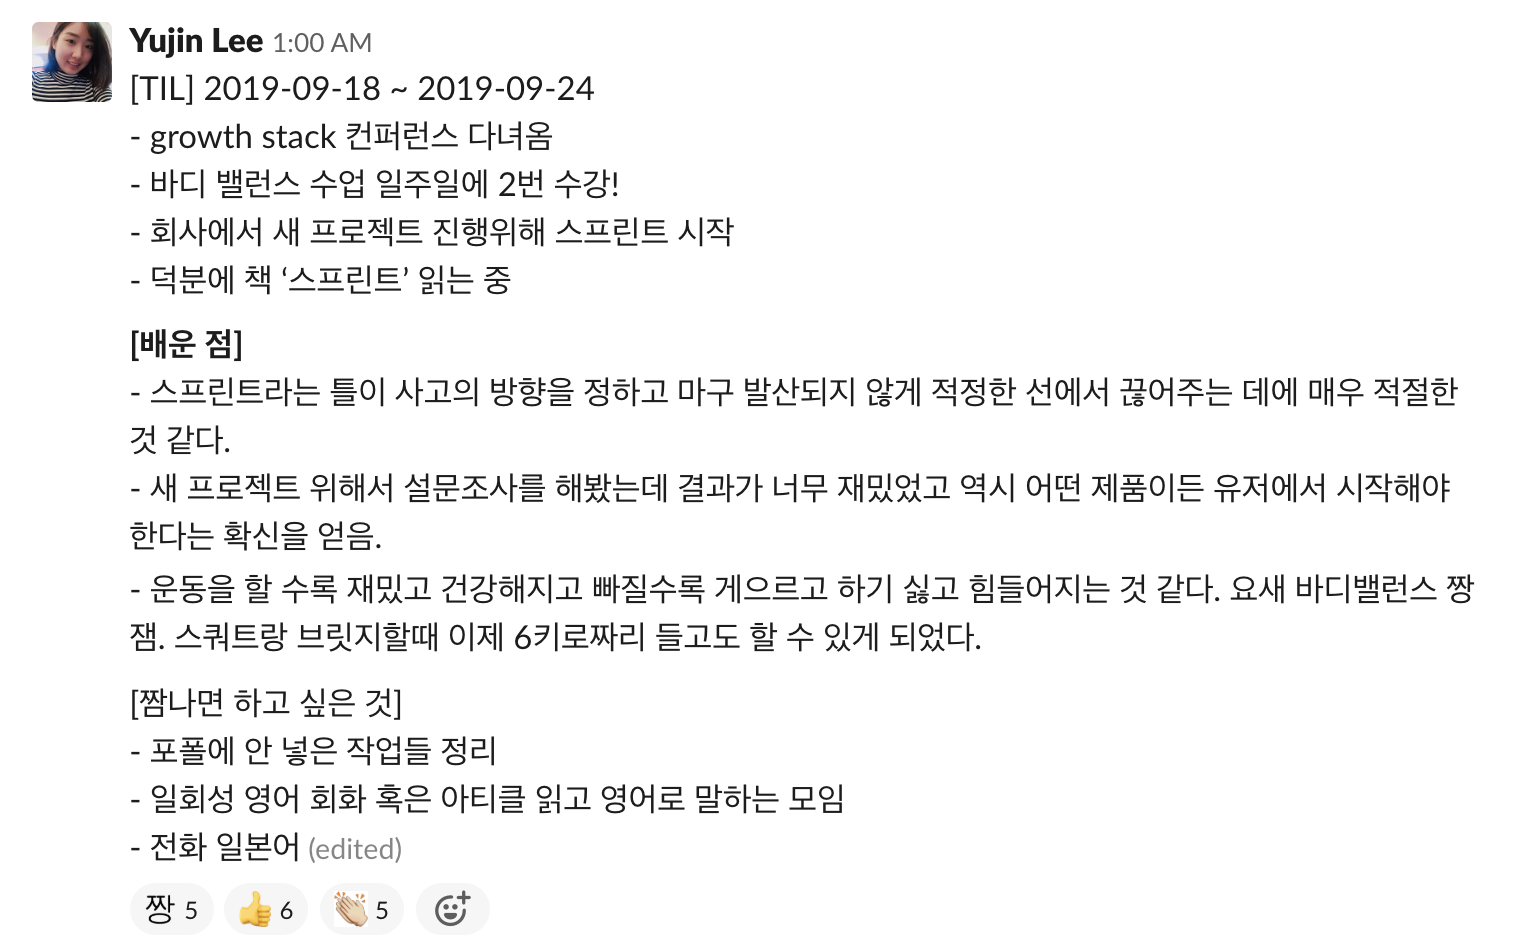 Yujin Lee 1:00 AM
[TIL] 2019-09-18 ~ 2019-09-24
- growth stack 컨퍼런스 다녀옴
- 바디 밸런스 수업 일주일에 2번 수강!
- 회사에서 새 프로젝트 진행위해 스프린트 시작
- 덕분에 책 ‘스프린트’ 읽는 중
[배운 점]
- 스프린트라는 틀이 사고의 방향을 정하고 마구 발산되지 않게 적정한 선에서 끊어주는 데에 매우 적절한
것 같다.
- 새 프로젝트 위해서 설문조사를 해봤는데 결과가 너무 재밌었고 역시 어떤 제품이든 유저에서 시작해야
한다는 확신을 얻음.
- 운동을 할 수록 재밌고 건강해지고 빠질수록 게으르고 하기 싫고 힘들어지는 것 같다. 요새 바디밸런스 짱
잼. 스쿼트랑 브릿지할때 이제 6키로짜리 들고도 할 수 있게 되었다.
[짬나면 하고 싶은 것]
- 포폴에 안 넣은 작업들 정리
- 일회성 영어 회화 혹은 아티클 읽고 영어로 말하는 모임
- 전화 일본어 (edited)
짱 5 6 5